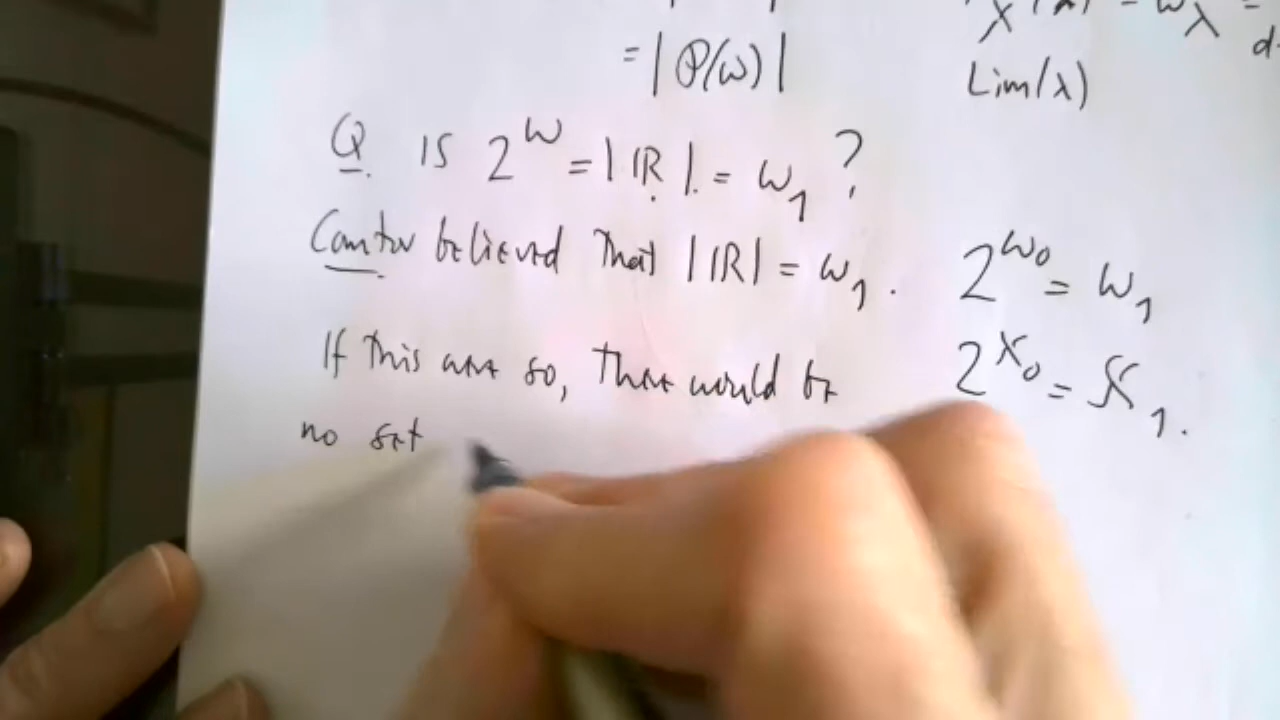 = | ℙ(ω) |
Lim(λ)
Q. Is 2^ω = |ℝ| = ω₁ ?
Cantor believed that |ℝ| = ω₁.
2^ω₀ = ω₁
If this were so, there would be
2^ℵ₀ = ℵ₁.
no set